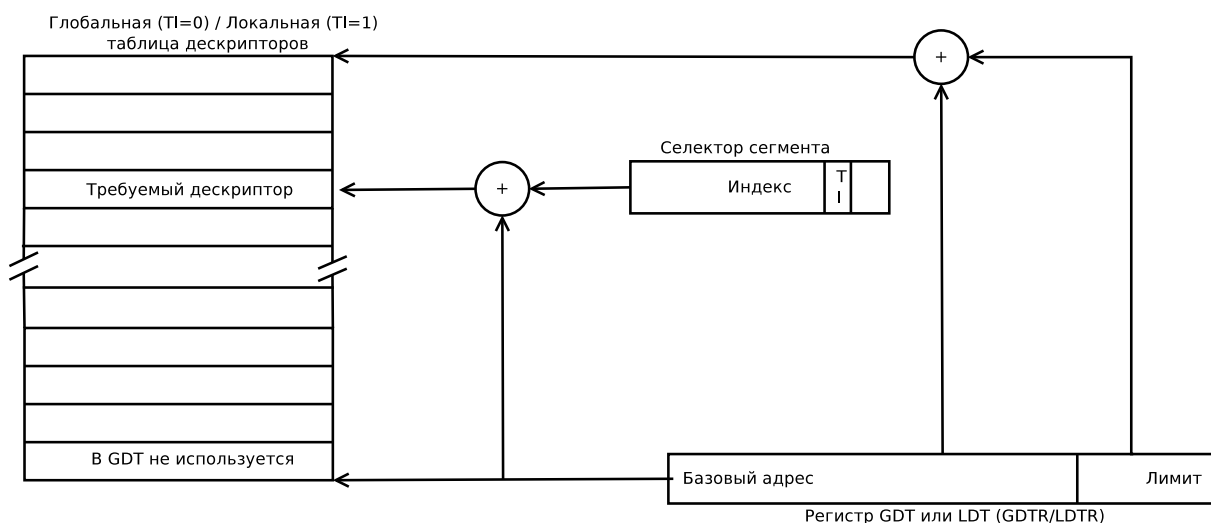 Глобальная (TI=0) / Локальная (TI=1)
таблица дескрипторов
+
Селектор сегмента
Индекс
T
I
Требуемый дескриптор
+
В GDT не используется
Базовый адрес
Лимит
Регистр GDT или LDT (GDTR/LDTR)